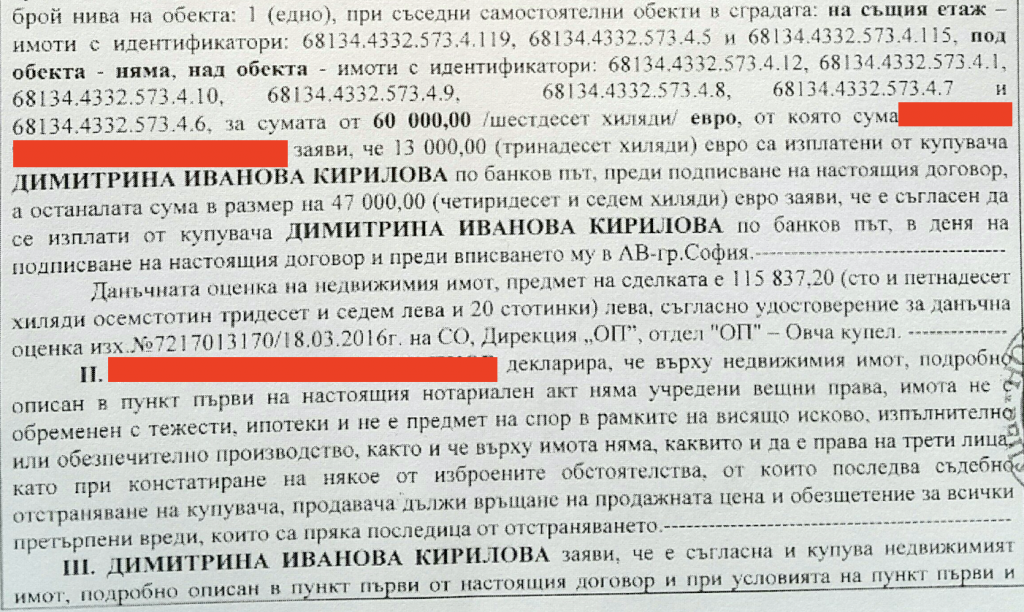 брой нива на обекта: 1 (едно), при съседни самостоятелни обекти в сградата: на същия етаж –
имоти с идентификатори: 68134.4332.573.4.119, 68134.4332.573.4.5 и 68134.4332.573.4.115, под
обекта - няма, над обекта - имоти с идентификатори: 68134.4332.573.4.12, 68134.4332.573.4.1,
68134.4332.573.4.10, 68134.4332.573.4.9, 68134.4332.573.4.8, 68134.4332.573.4.7 и
68134.4332.573.4.6, за сумата от 60 000,00 /шестдесет хиляди/ евро, от която сума
заяви, че 13 000,00 (тринадесет хиляди) евро са изплатени от купувача
ДИМИТРИНА ИВАНОВА КИРИЛОВА по банков път, преди подписване на настоящия договор,
а останалата сума в размер на 47 000,00 (четиридесет и седем хиляди) евро заяви, че е съгласен да
се изплати от купувача ДИМИТРИНА ИВАНОВА КИРИЛОВА по банков път, в деня на
подписване на настоящия договор и преди вписването му в АВ-гр.София.------------------------------
Данъчната оценка на недвижимия имот, предмет на сделката е 115 837,20 (сто и петнадесет
хиляди осемстотин тридесет и седем лева и 20 стотинки) лева, съгласно удостоверение за данъчна
оценка изх.№7217013170/18.03.2016г. на СО, Дирекция „ОП”, отдел "ОП" – Овча купел. ------------
II. декларира, че върху недвижимия имот, подробно
описан в пункт първи на настоящия нотариален акт няма учредени вещни права, имота не е
обременен с тежести, ипотеки и не е предмет на спор в рамките на висящо исково, изпълнително
или обезпечително производство, както и че върху имота няма, каквито и да е права на трети лица,
като при констатиране на някое от изброените обстоятелства, от които последва съдебно
отстраняване на купувача, продавача дължи връщане на продажната цена и обезщетение за всички
претърпени вреди, които са пряка последица от отстраняването.------------------------------------------
III. ДИМИТРИНА ИВАНОВА КИРИЛОВА заяви, че е съгласна и купува недвижимият
имот, подробно описан в пункт първи от настоящия договор и при условията на пункт първи и